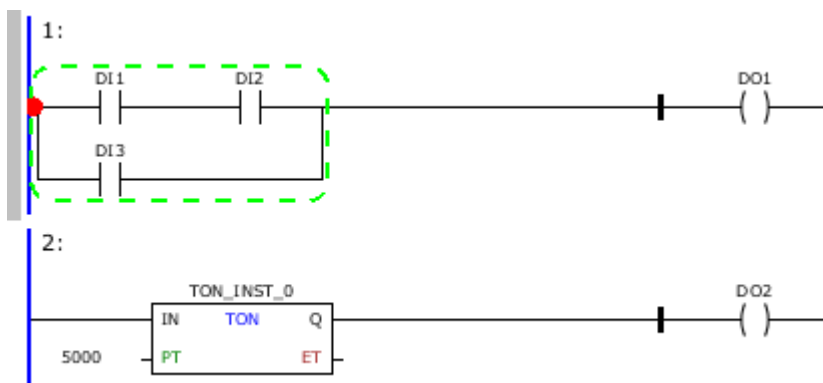 1:
DI1 DI2 DO1
DI3
2:
TON_INST_0 DO2
IN TON Q
5000 PT ET